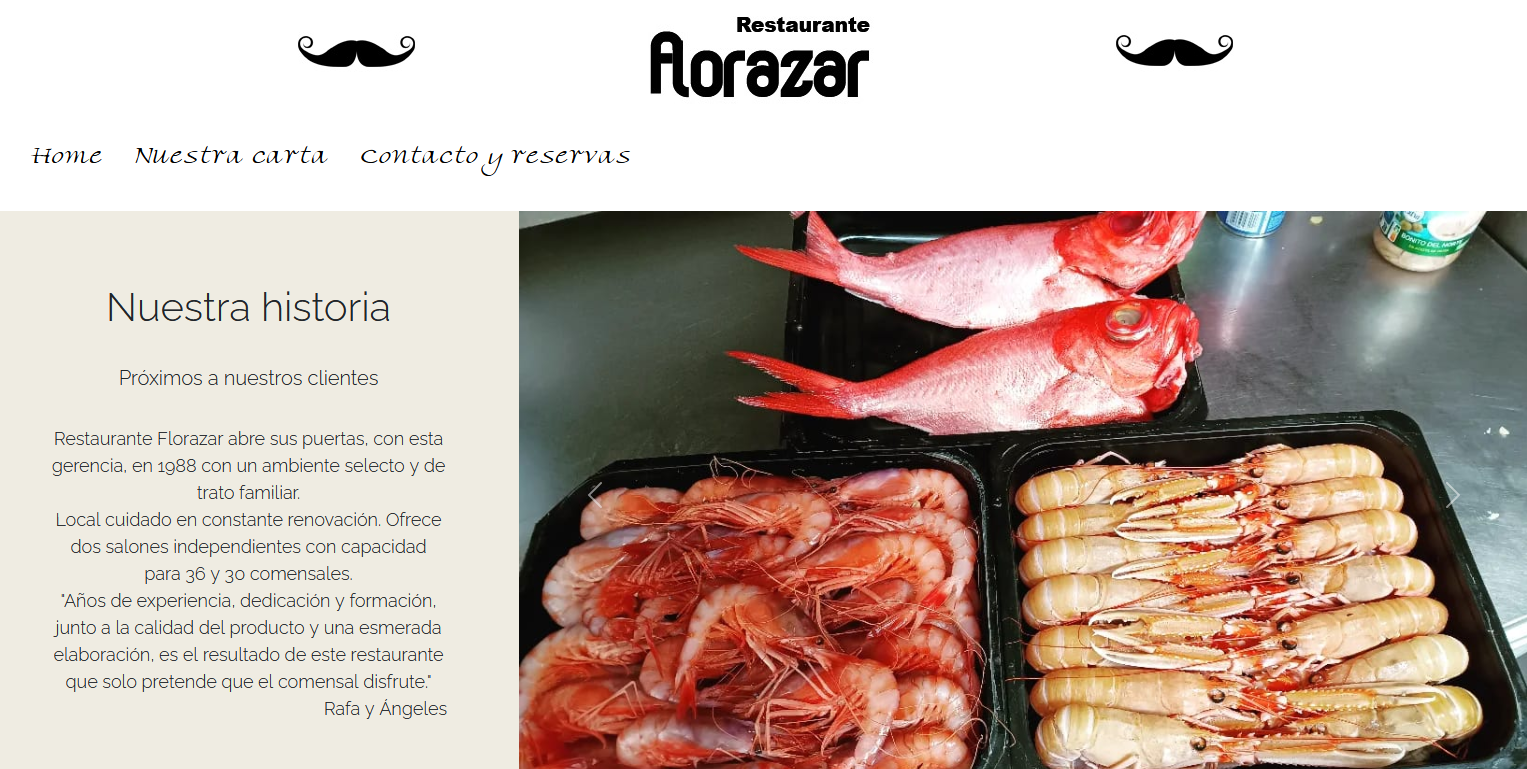 Restaurante
florazar
Home Nuestra carta Contacto y reservas
Nuestra historia
Próximos a nuestros clientes
Restaurante Florazar abre sus puertas, con esta
gerencia, en 1988 con un ambiente selecto y de
trato familiar.
Local cuidado en constante renovación. Ofrece
dos salones independientes con capacidad
para 36 y 30 comensales.
"Años de experiencia, dedicación y formación,
junto a la calidad del producto y una esmerada
elaboración, es el resultado de este restaurante
que solo pretende que el comensal disfrute."
Rafa y Ángeles
BONITO DEL NORTE